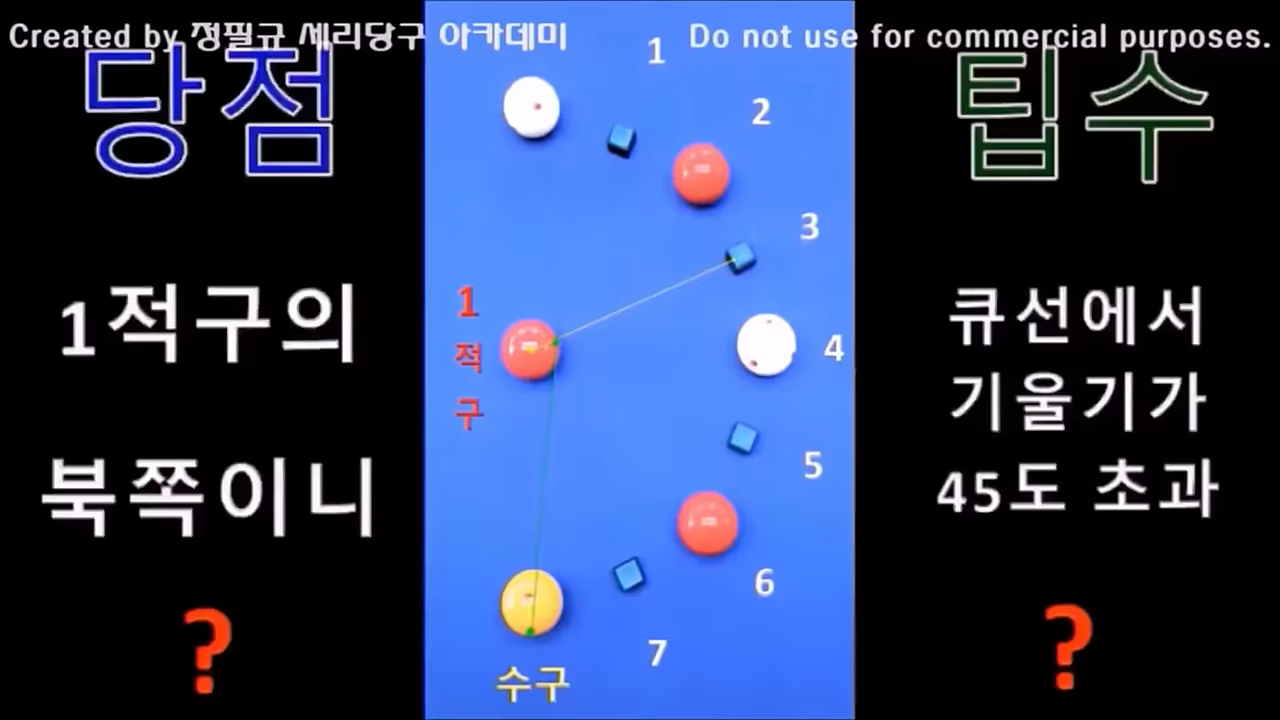 Created by 정필규 세리당구 아카데미
Do not use for commercial purposes.
당점
1적구의
북쪽이니
?
1
2
3
4
5
6
7
1
적
구
수구
팁수
큐선에서
기울기가
45도 초과
?